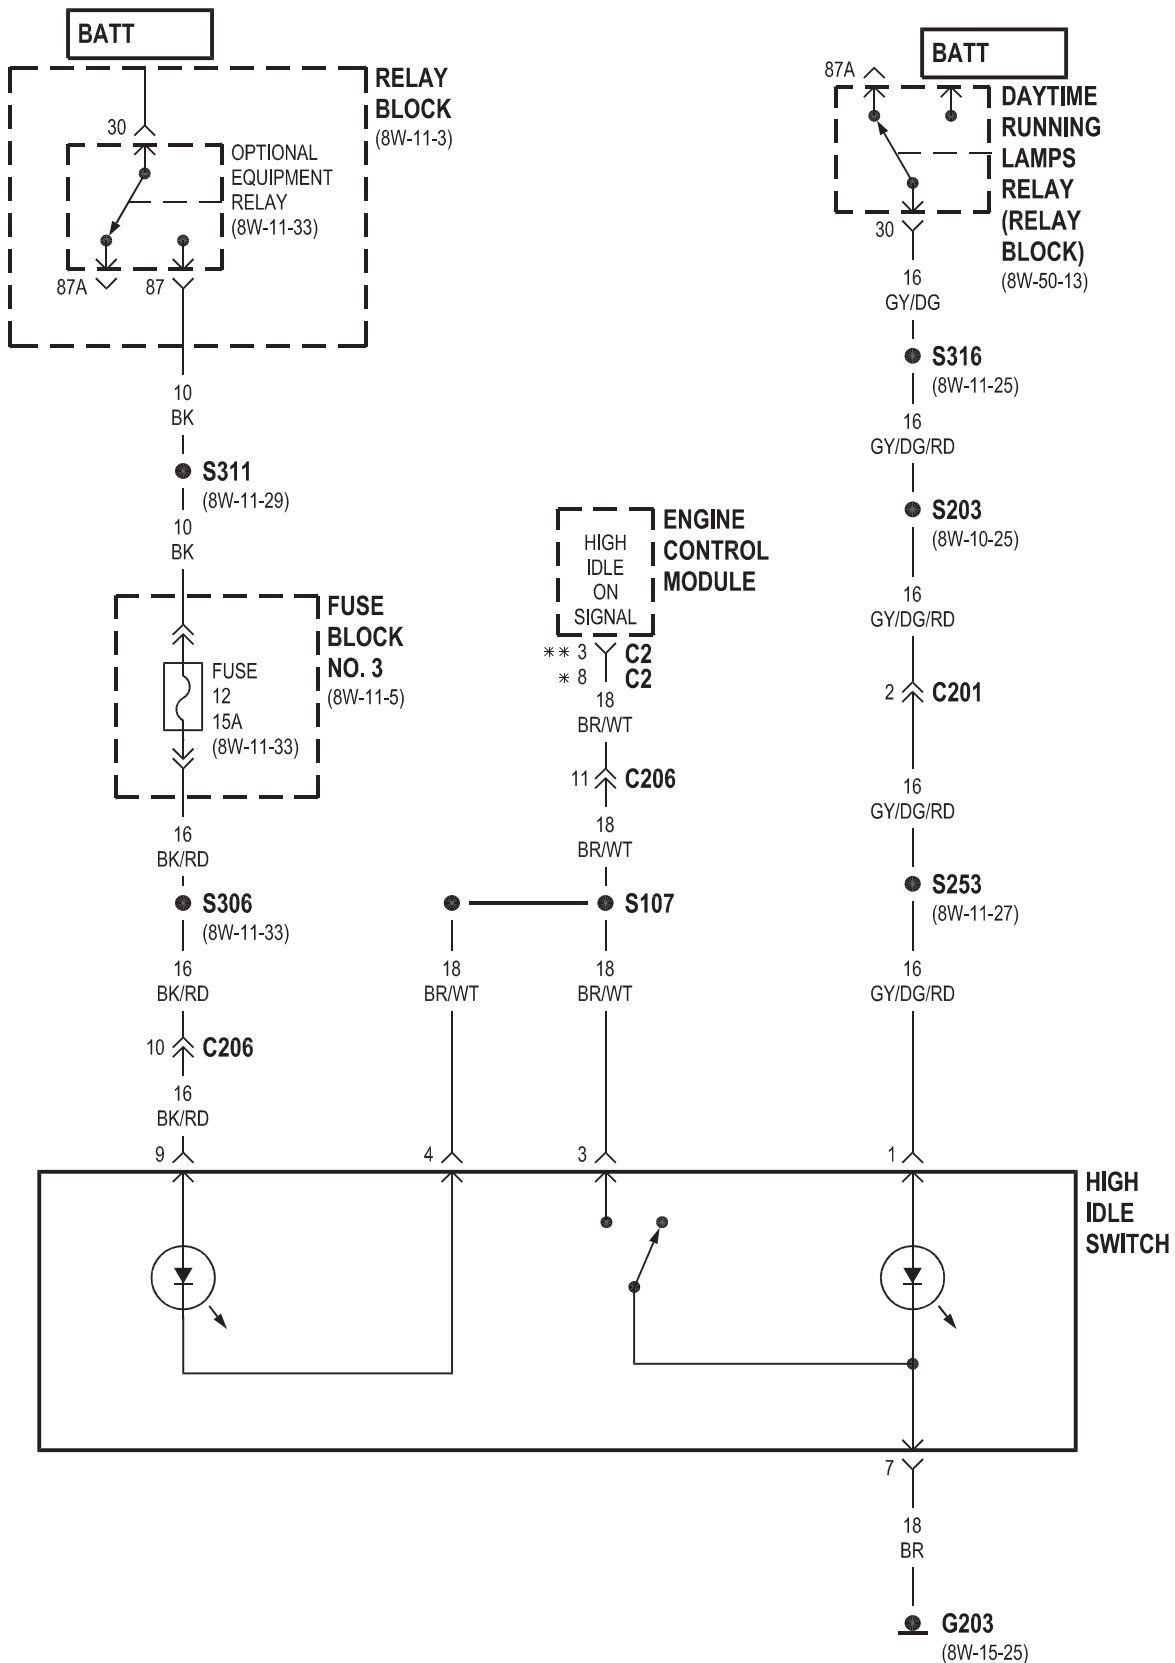 BATT
RELAY
BLOCK
(8W-11-3)
30
OPTIONAL
EQUIPMENT
RELAY
(8W-11-33)
87A
87
10
BK
S311
(8W-11-29)
10
BK
FUSE
BLOCK
NO. 3
(8W-11-5)
FUSE
12
15A
(8W-11-33)
16
BK/RD
S306
(8W-11-33)
16
BK/RD
10
C206
16
BK/RD
9
ENGINE
CONTROL
MODULE
HIGH
IDLE
ON
SIGNAL
** 3 C2
* 8 C2
18
BR/WT
11 C206
18
BR/WT
S107
18
BR/WT
4
18
BR/WT
3
BATT
87A
DAYTIME
RUNNING
LAMPS
RELAY
(RELAY
BLOCK)
(8W-50-13)
30
16
GY/DG
S316
(8W-11-25)
16
GY/DG/RD
S203
(8W-10-25)
16
GY/DG/RD
2 C201
16
GY/DG/RD
S253
(8W-11-27)
16
GY/DG/RD
1
HIGH
IDLE
SWITCH
7
18
BR
G203
(8W-15-25)